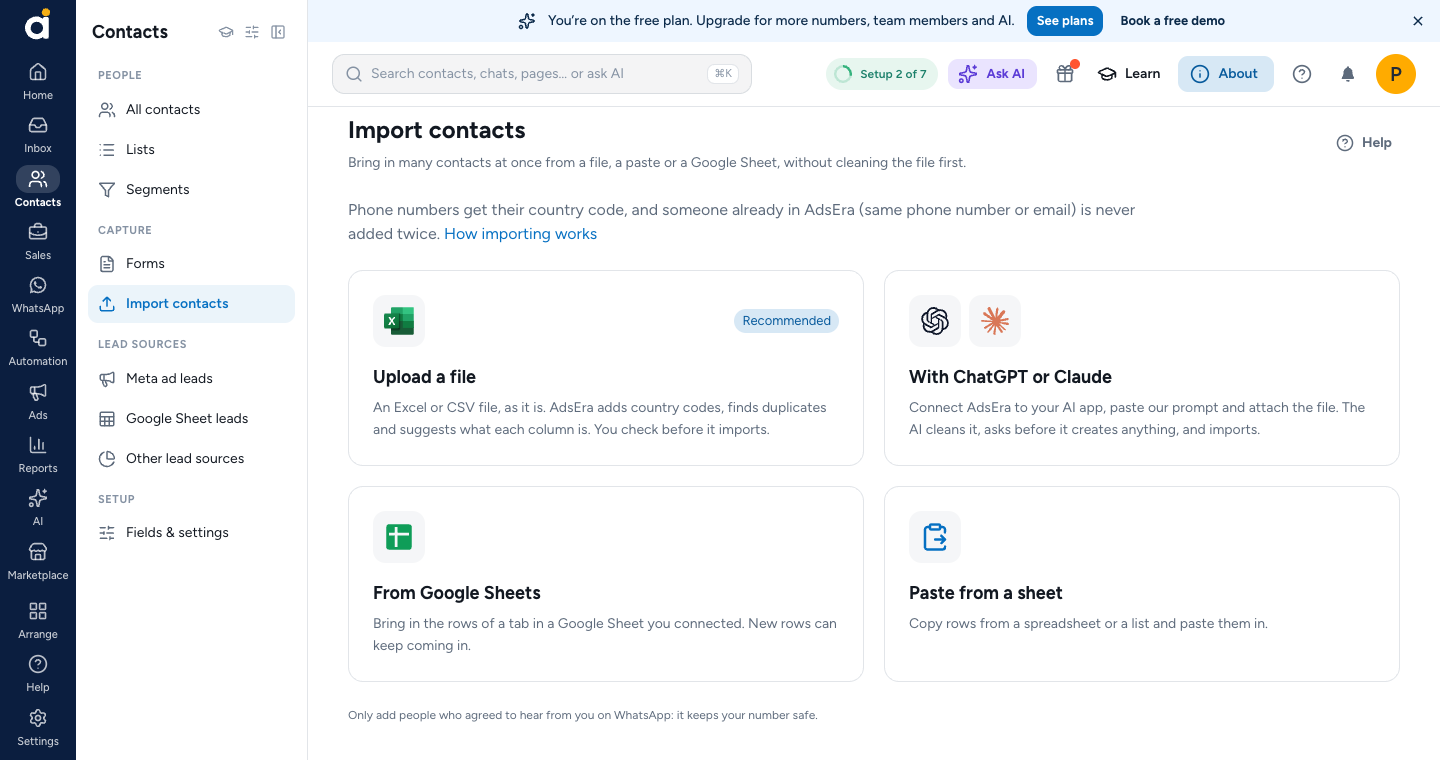 You're on the free plan. Upgrade for more numbers, team members and AI.
See plans
Book a free demo
Home
Inbox
Contacts
Sales
WhatsApp
Automation
Ads
Reports
AI
Marketplace
Arrange
Help
Settings
Contacts
PEOPLE
All contacts
Lists
Segments
CAPTURE
Forms
Import contacts
LEAD SOURCES
Meta ad leads
Google Sheet leads
Other lead sources
SETUP
Fields & settings
Search contacts, chats, pages... or ask AI
⌘K
Setup 2 of 7
Ask AI
Learn
About
P
Import contacts
Help
Bring in many contacts at once from a file, a paste or a Google Sheet, without cleaning the file first.
Phone numbers get their country code, and someone already in AdsEra (same phone number or email) is never
added twice. How importing works
Recommended
Upload a file
An Excel or CSV file, as it is. AdsEra adds country codes, finds duplicates
and suggests what each column is. You check before it imports.
With ChatGPT or Claude
Connect AdsEra to your AI app, paste our prompt and attach the file. The
AI cleans it, asks before it creates anything, and imports.
From Google Sheets
Bring in the rows of a tab in a Google Sheet you connected. New rows can
keep coming in.
Paste from a sheet
Copy rows from a spreadsheet or a list and paste them in.
Only add people who agreed to hear from you on WhatsApp: it keeps your number safe.